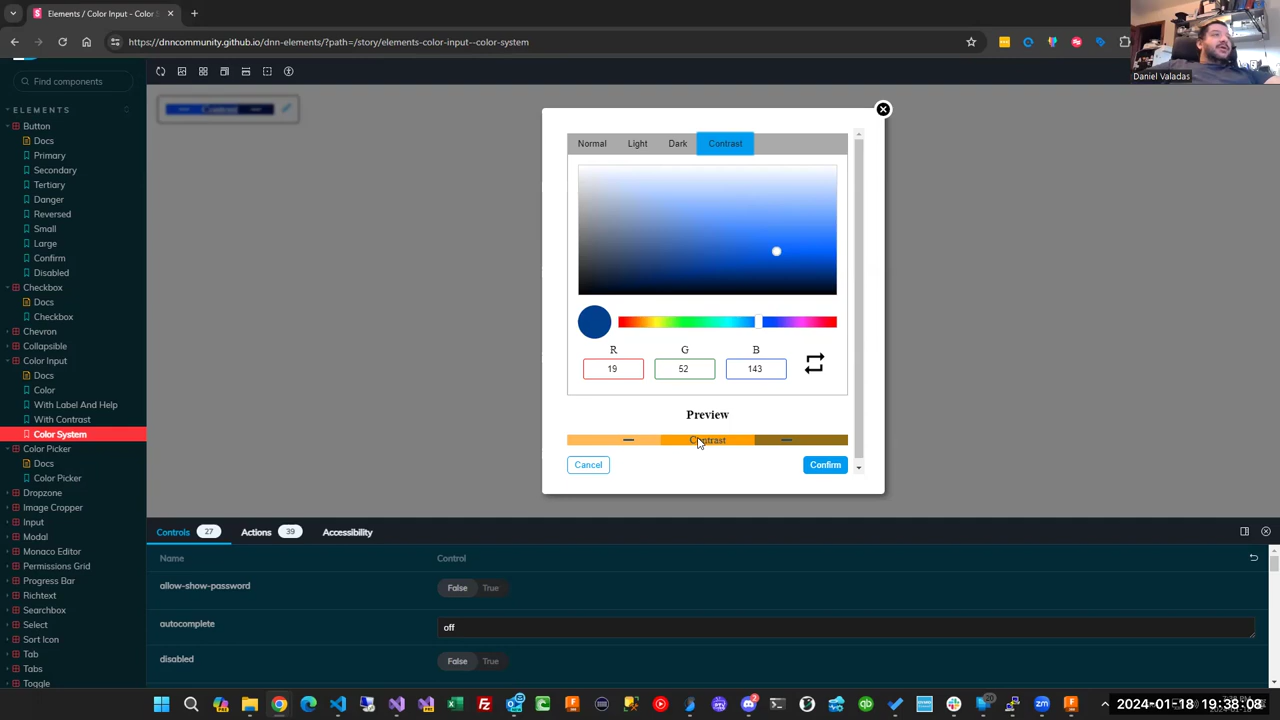 Elements / Color Input - Color S
https://dnncommunity.github.io/dnn-elements/?path=/story/elements-color-input--color-system
Daniel Valadas
Find components
ELEMENTS
Button
Docs
Primary
Secondary
Tertiary
Danger
Reversed
Small
Large
Confirm
Disabled
Checkbox
Docs
Checkbox
Chevron
Collapsible
Color Input
Docs
Color
With Label And Help
With Contrast
Color System
Color Picker
Docs
Color Picker
Dropzone
Image Cropper
Input
Modal
Monaco Editor
Permissions Grid
Progress Bar
Richtext
Searchbox
Select
Sort Icon
Tab
Tabs
Toggle
Contrast
Normal Light Dark Contrast
R G B
19 52 143
Preview
Contrast
Cancel Confirm
Controls 27 Actions 39 Accessibility
Name Control
allow-show-password False True
autocomplete off
disabled False True
2024-01-18 19:38:08